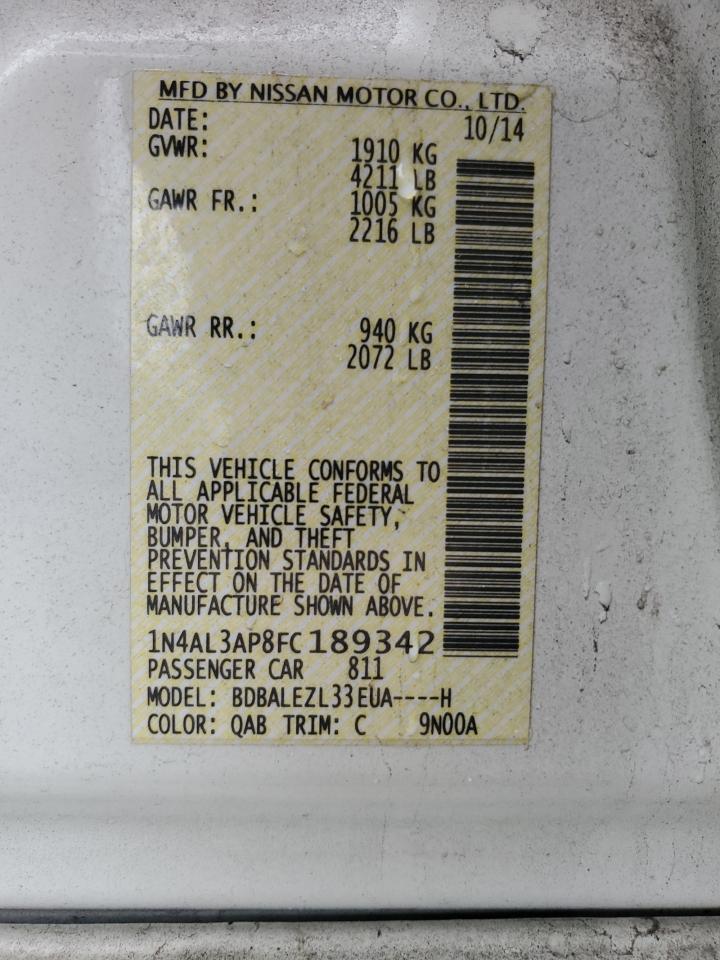 MFD BY NISSAN MOTOR CO., LTD.
DATE: 10/14
GVWR: 1910 KG
4211 LB
GAWR FR.: 1005 KG
2216 LB
GAWR RR.: 940 KG
2072 LB
THIS VEHICLE CONFORMS TO
ALL APPLICABLE FEDERAL
MOTOR VEHICLE SAFETY,
BUMPER, AND THEFT
PREVENTION STANDARDS IN
EFFECT ON THE DATE OF
MANUFACTURE SHOWN ABOVE.
1N4AL3AP8FC189342
PASSENGER CAR 811
MODEL: BDBALEZL33EUA----H
COLOR: QAB TRIM: C 9N00A